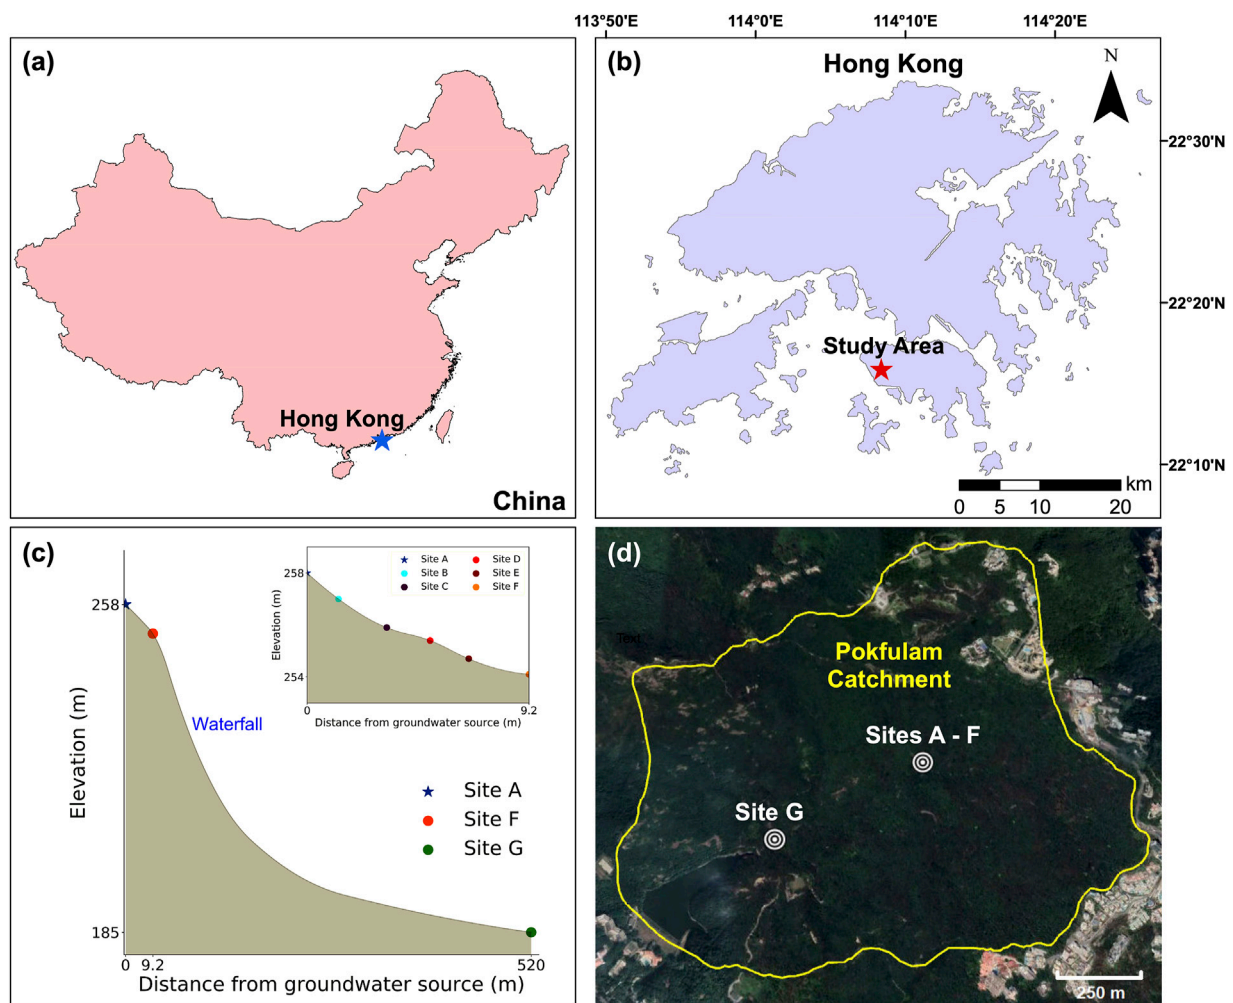 (a)
Hong Kong
China
113°50'E
114°0'E
114°10'E
114°20'E
(b)
Hong Kong
N
22°30'N
22°20'N
22°10'N
Study Area
km
0
5
10
20
(c)
Elevation (m)
258
185
Waterfall
Site A
Site F
Site G
0
9.2
520
Distance from groundwater source (m)
Site A
Site B
Site C
Site D
Site E
Site F
258
254
Elevation (m)
0
9.2
Distance from groundwater source (m)
(d)
Text
Pokfulam
Catchment
Sites A - F
Site G
250 m